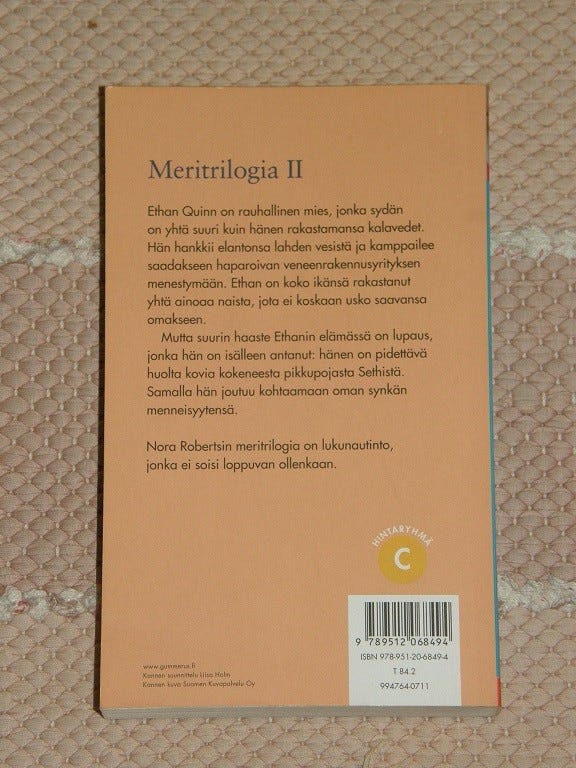 Meritrilogia II
Ethan Quinn on rauhallinen mies, jonka sydän
on yhtä suuri kuin hänen rakastamansa kalavedet.
Hän hankkii elantonsa lahden vesistä ja kamppailee
saadakseen haparoivan veneenrakennusyrityksen
menestymään. Ethan on koko ikänsä rakastanut
yhtä ainoaa naista, jota ei koskaan usko saavansa
omakseen.
Mutta suurin haaste Ethanin elämässä on lupaus,
jonka hän on isälleen antanut: hänen on pidettävä
huolta kovia kokeneesta pikkupojasta Sethistä.
Samalla hän joutuu kohtaamaan oman synkän
menneisyytensä.
Nora Robertsin meritrilogia on lukunautinto,
jonka ei soisi loppuvan ollenkaan.
HINTARYHMÄ
C
9 789512 068494
ISBN 978-951-20-6849-4
T 84.2
994764-0711
www.gummerus.fi
Kannen suunnittelu Liisa Holm
Kannen kuva Suomen Kuvapalvelu Oy